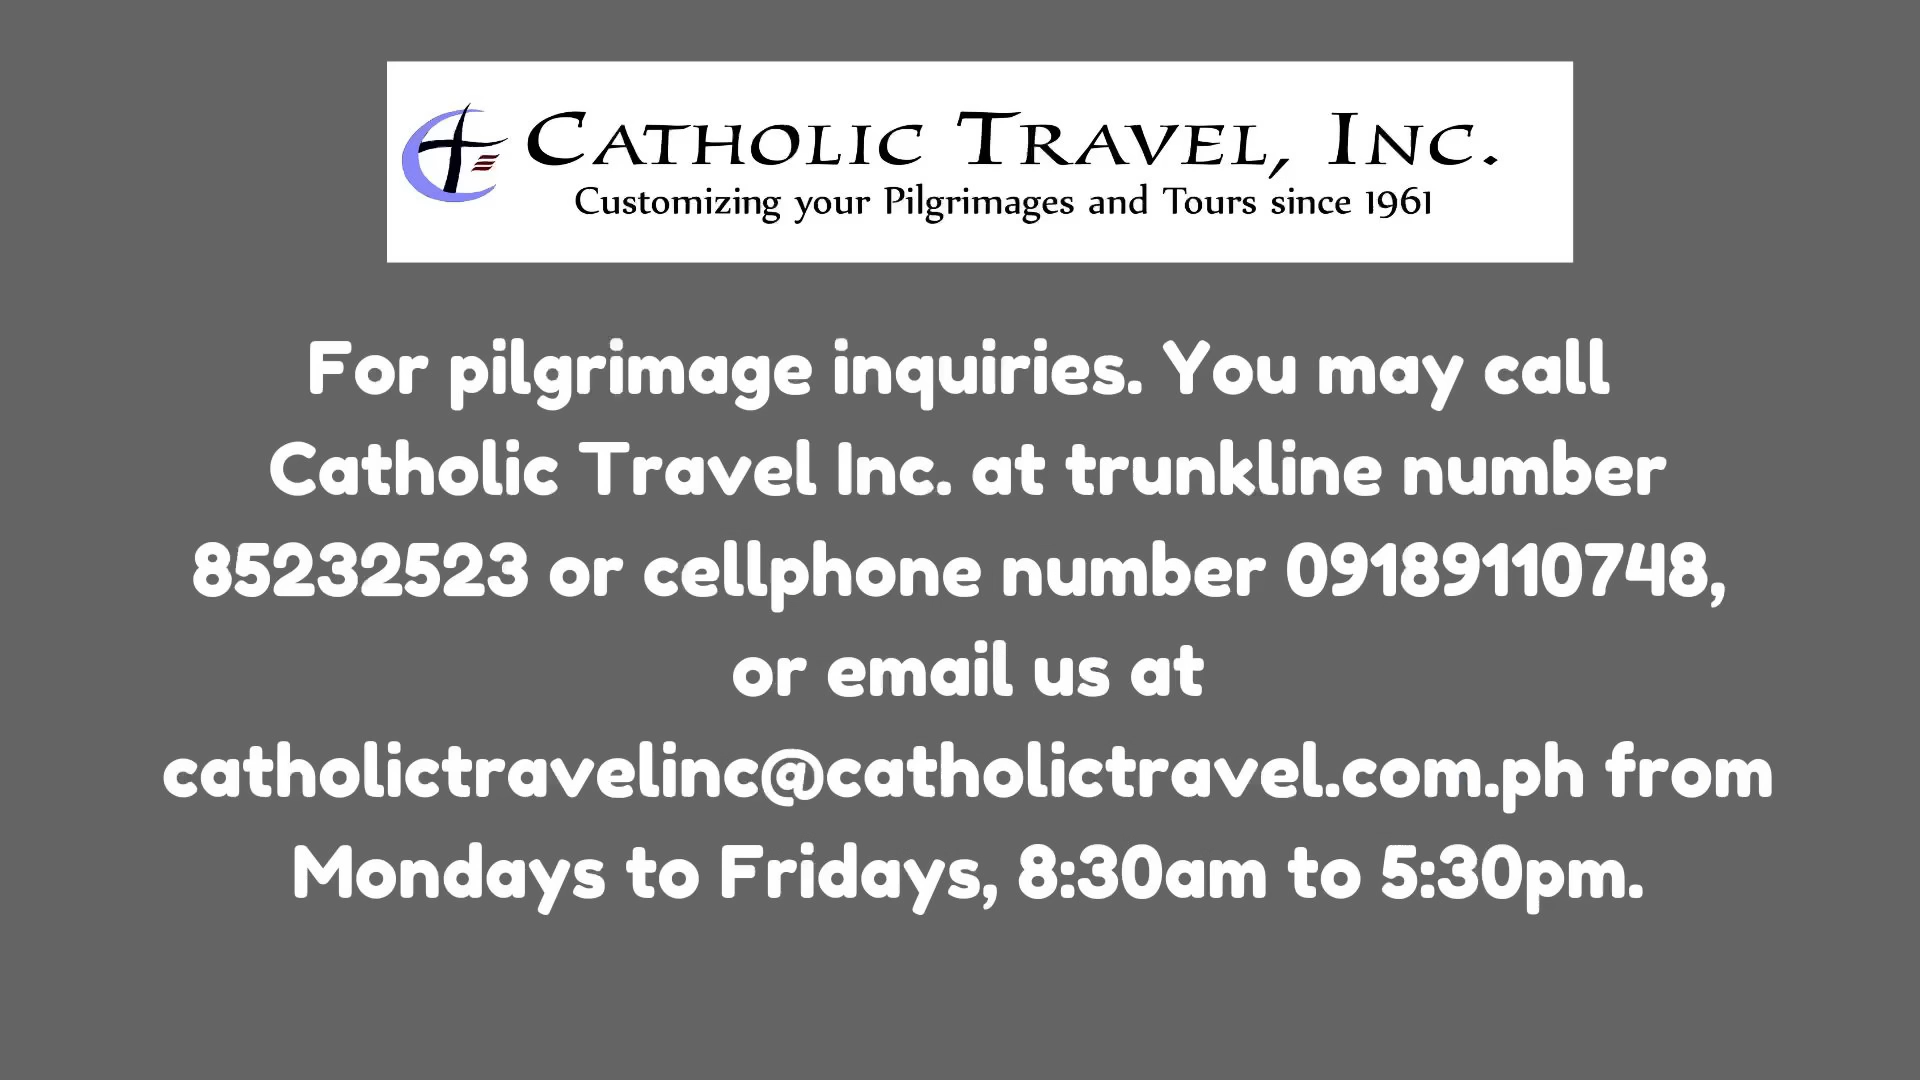 CATHOLIC TRAVEL, INC.
Customizing your Pilgrimages and Tours since 1961
For pilgrimage inquiries. You may call
Catholic Travel Inc. at trunkline number
85232523 or cellphone number 09189110748,
or email us at
catholictravelinc@catholictravel.com.ph from
Mondays to Fridays, 8:30am to 5:30pm.